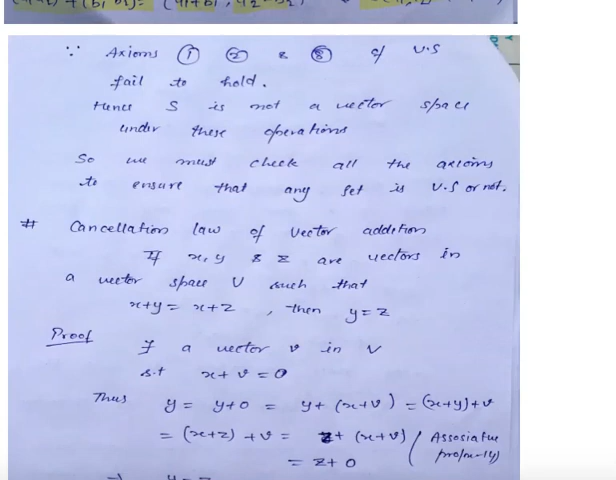 ∵ Axioms ① ② & ⑧ of V.S
fail to hold.
Hence S is not a vector space
under these operations
So we must check all the axioms
to ensure that any set is V.S or not.
# Cancellation law of Vector addition
If x, y & z are vectors in
a vector space V such that
x+y = x+z , then y=z
Proof ∃ a vector v in V
s.t x + v = 0
Thus y = y+0 = y + (x+v) = (x+y)+v
= (x+z) + v = z + (x+v) / Assosiative
= z + 0